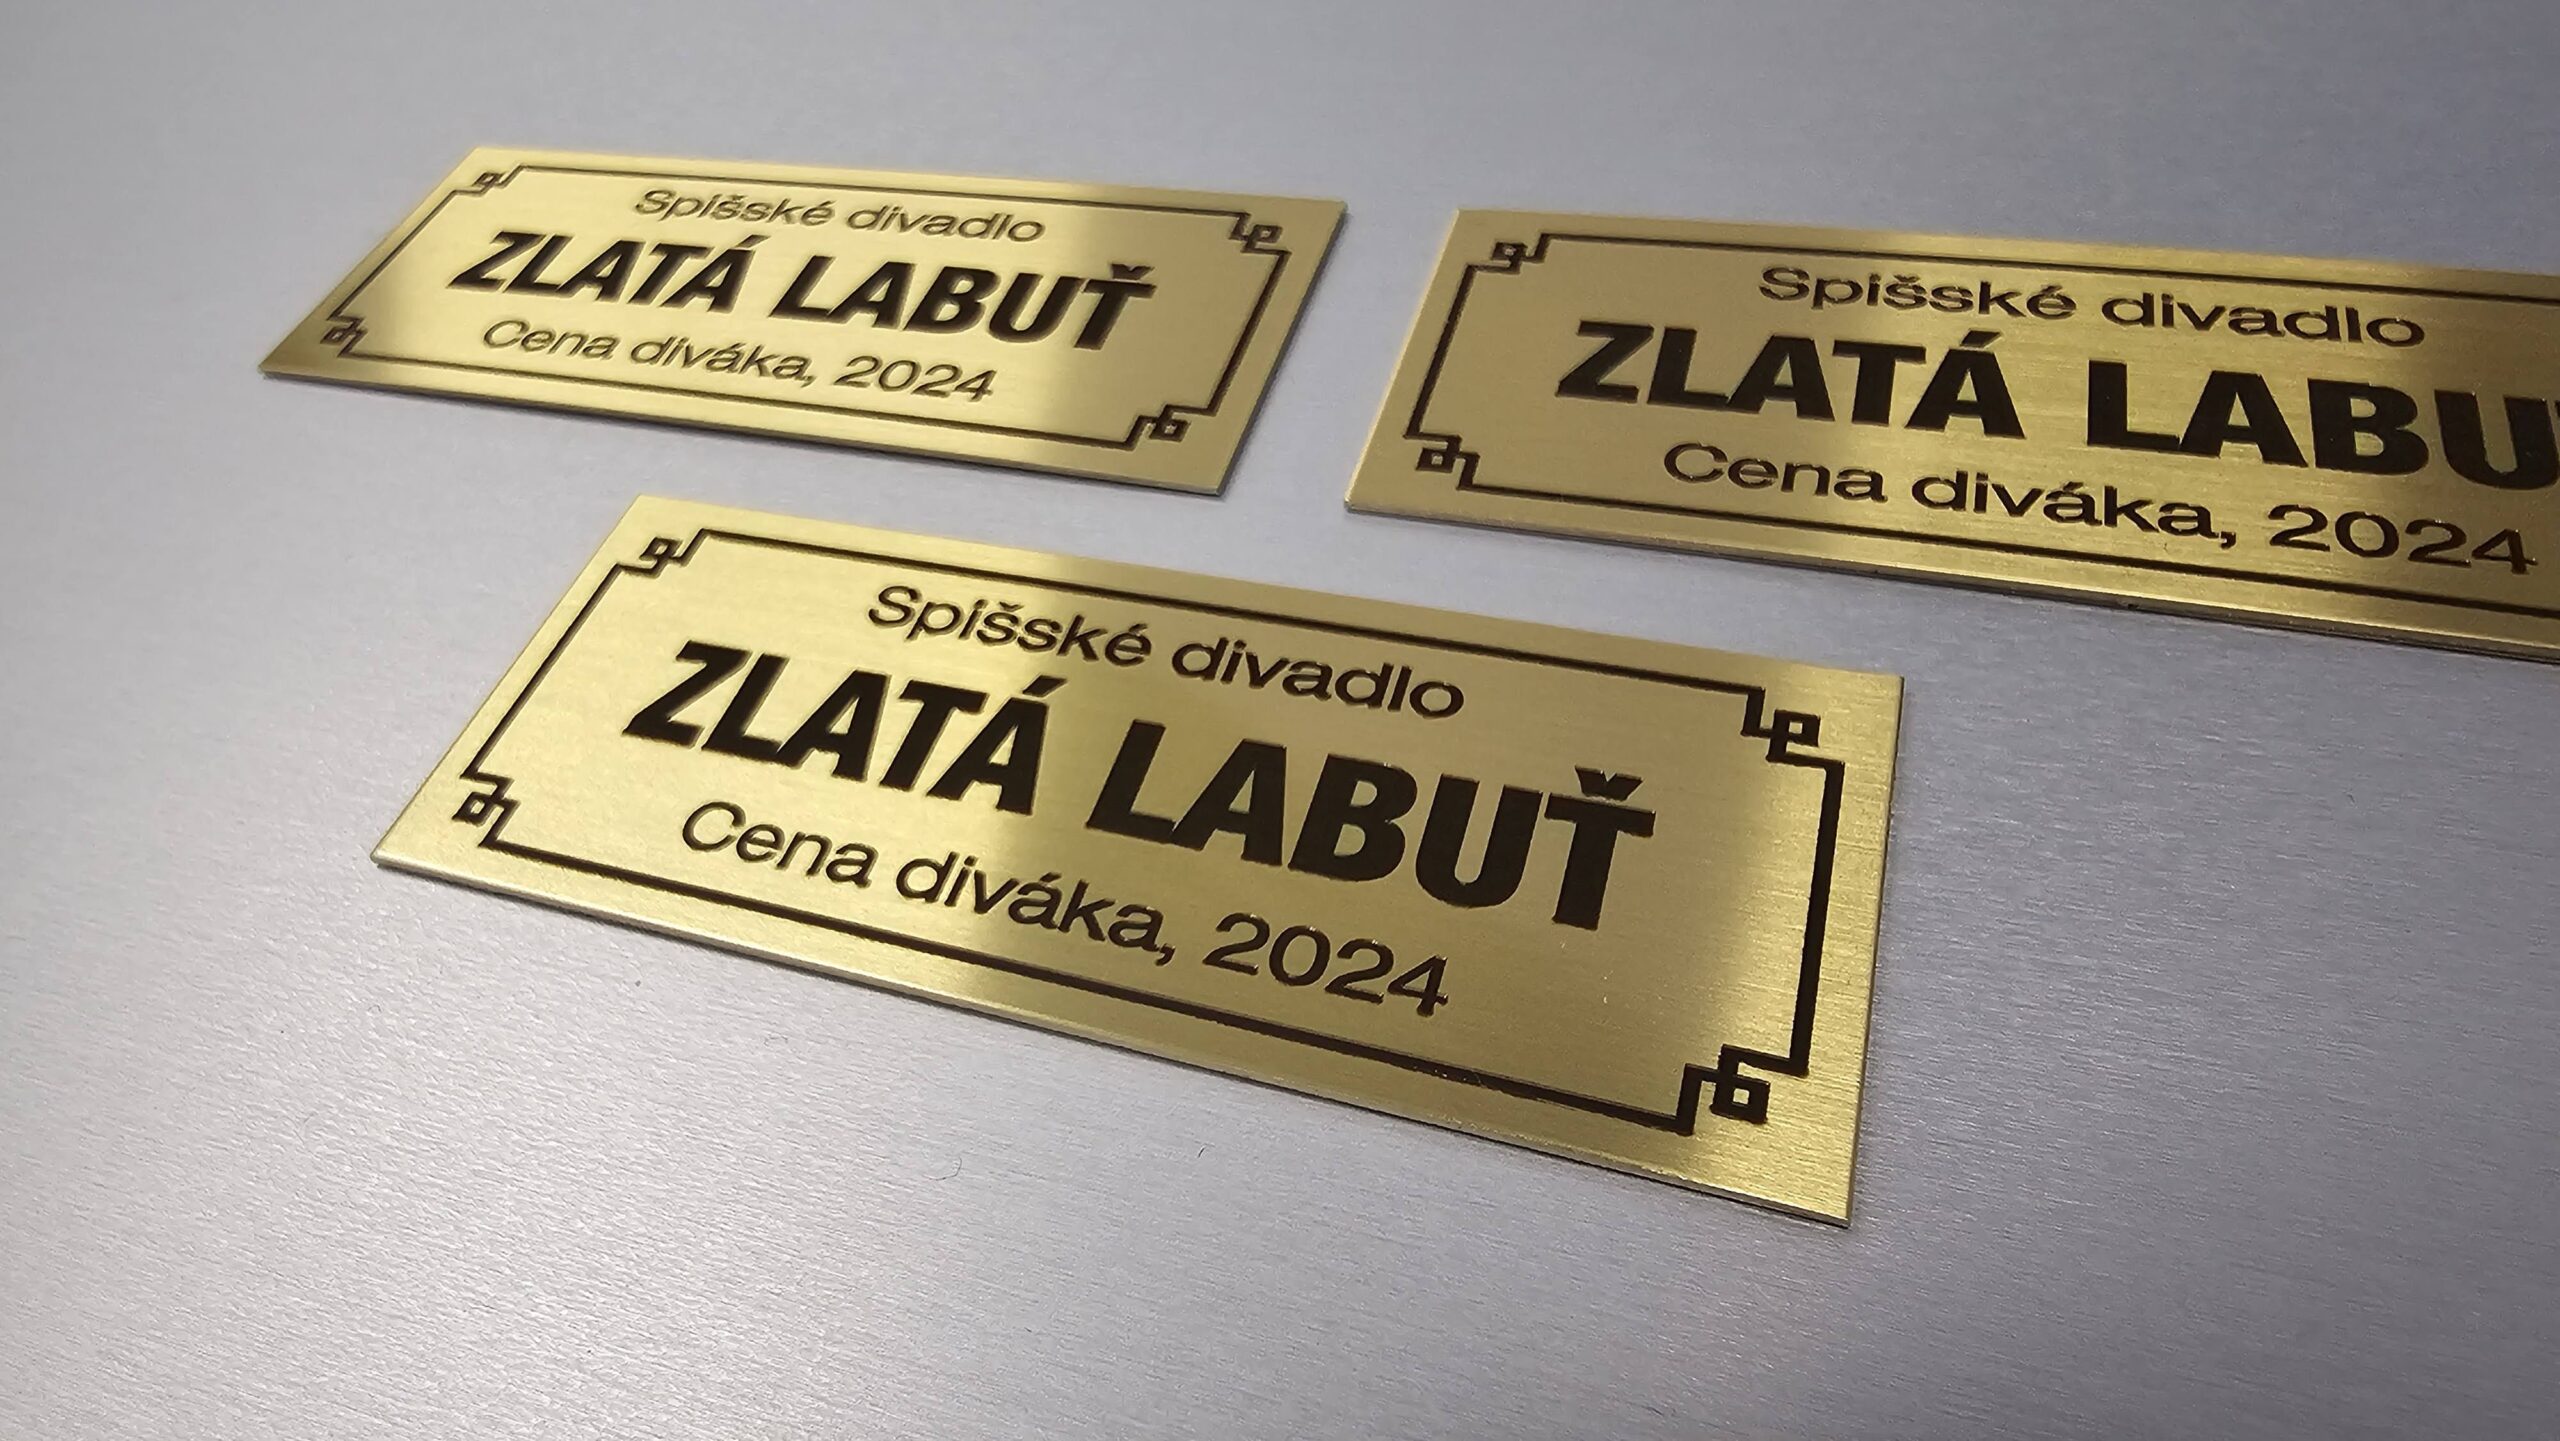 Spišské divadlo
ZLATÁ LABUŤ
Cena diváka, 2024
Spišské divadlo
ZLATÁ LABU
Cena diváka, 2024
Spišské divadlo
ZLATÁ LABUŤ
Cena diváka, 2024